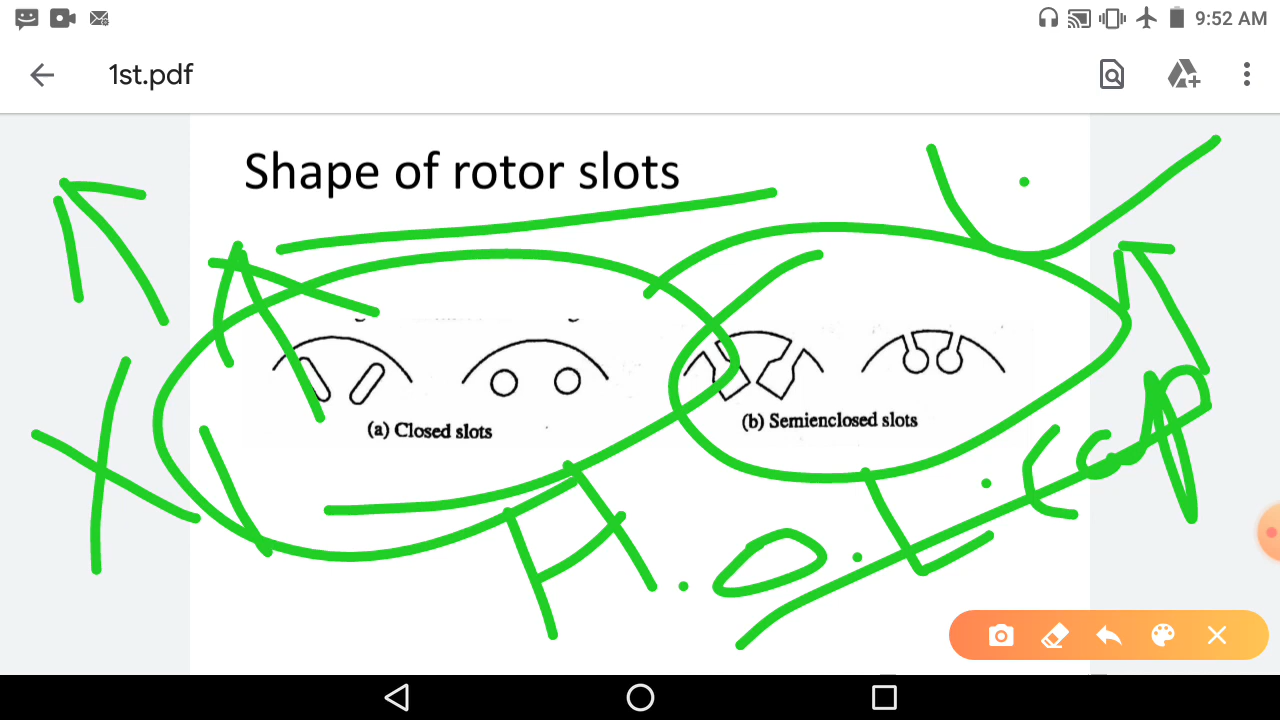 9:52 AM
1st.pdf
Shape of rotor slots
(a) Closed slots
(b) Semienclosed slots